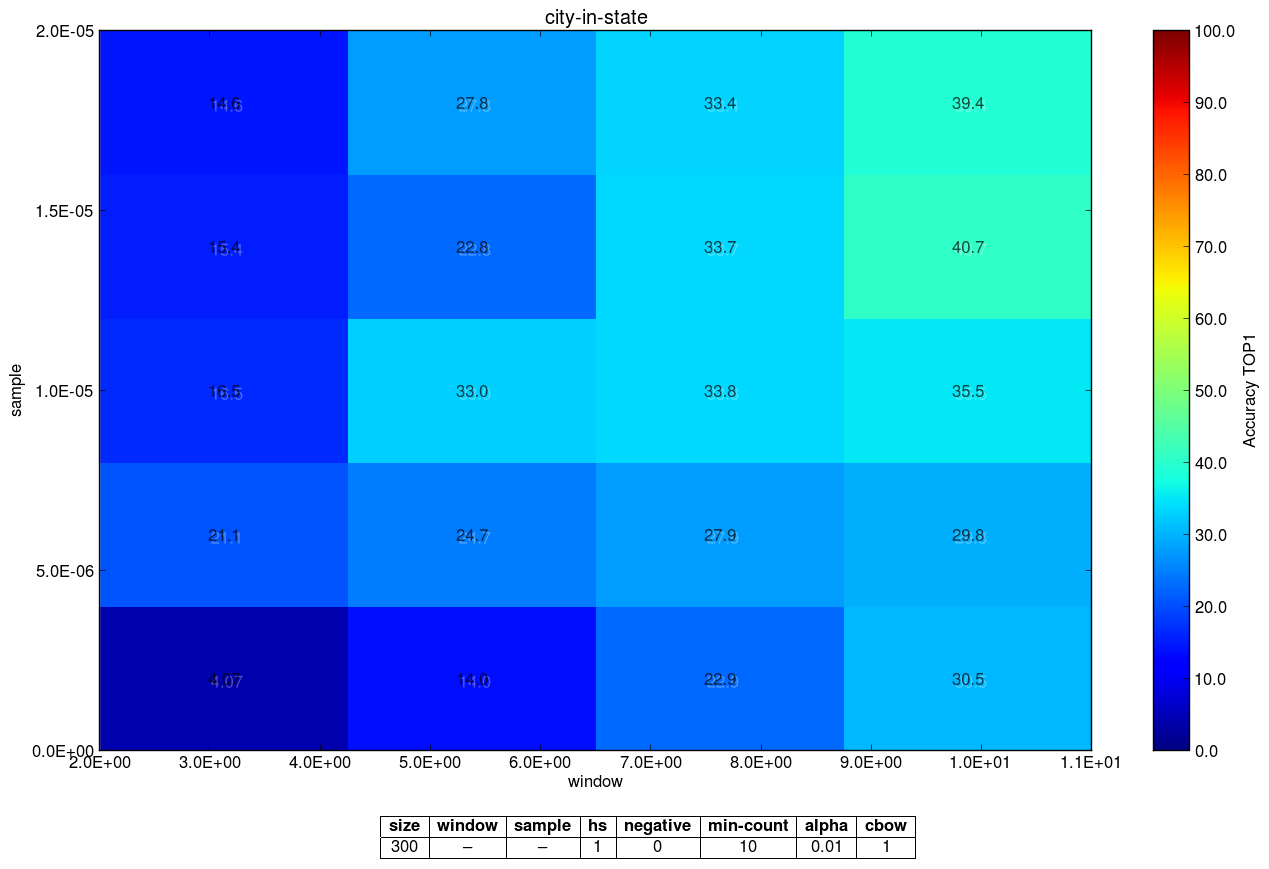 city-in-state
2.0E-05
14.6 27.8 33.4 39.4
1.5E-05
15.4 22.8 33.7 40.7
1.0E-05
16.5 33.0 33.8 35.5
21.1 24.7 27.9 29.8
5.0E-06
4.07 14.0 22.9 30.5
0.0E+00
sample
2.0E+00 3.0E+00 4.0E+00 5.0E+00 6.0E+00 7.0E+00 8.0E+00 9.0E+00 1.0E+01 1.1E+01
window
100.0
90.0
80.0
70.0
60.0
50.0
40.0
30.0
20.0
10.0
0.0
Accuracy TOP1
size window sample hs negative min-count alpha cbow
300 – – 1 0 10 0.01 1